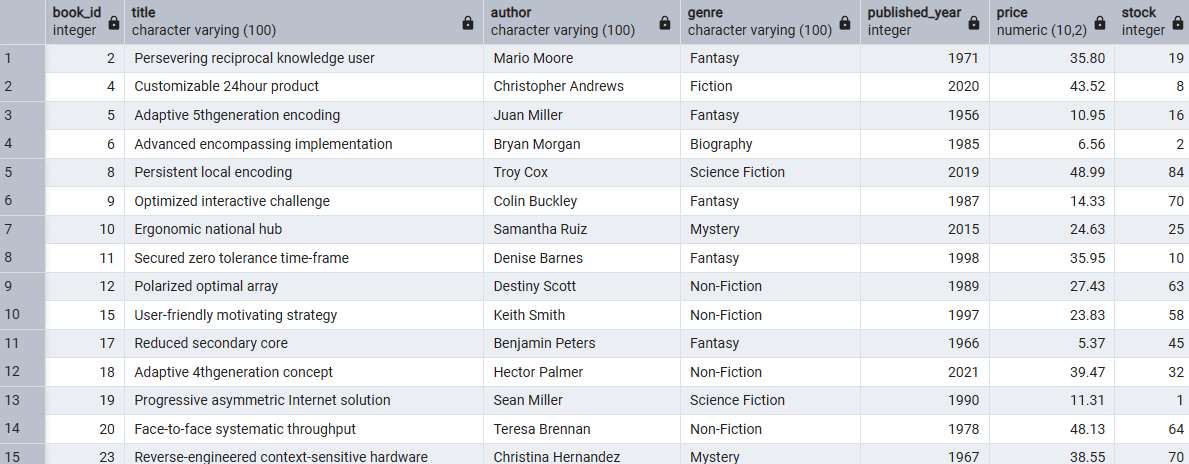 book_id title author genre published_year price stock
integer character varying (100) character varying (100) character varying (100) integer numeric (10,2) integer
1 2 Persevering reciprocal knowledge user Mario Moore Fantasy 1971 35.80 19
2 4 Customizable 24hour product Christopher Andrews Fiction 2020 43.52 8
3 5 Adaptive 5thgeneration encoding Juan Miller Fantasy 1956 10.95 16
4 6 Advanced encompassing implementation Bryan Morgan Biography 1985 6.56 2
5 8 Persistent local encoding Troy Cox Science Fiction 2019 48.99 84
6 9 Optimized interactive challenge Colin Buckley Fantasy 1987 14.33 70
7 10 Ergonomic national hub Samantha Ruiz Mystery 2015 24.63 25
8 11 Secured zero tolerance time-frame Denise Barnes Fantasy 1998 35.95 10
9 12 Polarized optimal array Destiny Scott Non-Fiction 1989 27.43 63
10 15 User-friendly motivating strategy Keith Smith Non-Fiction 1997 23.83 58
11 17 Reduced secondary core Benjamin Peters Fantasy 1966 5.37 45
12 18 Adaptive 4thgeneration concept Hector Palmer Non-Fiction 2021 39.47 32
13 19 Progressive asymmetric Internet solution Sean Miller Science Fiction 1990 11.31 1
14 20 Face-to-face systematic throughput Teresa Brennan Non-Fiction 1978 48.13 64
15 23 Reverse-engineered context-sensitive hardware Christina Hernandez Mystery 1967 38.55 70